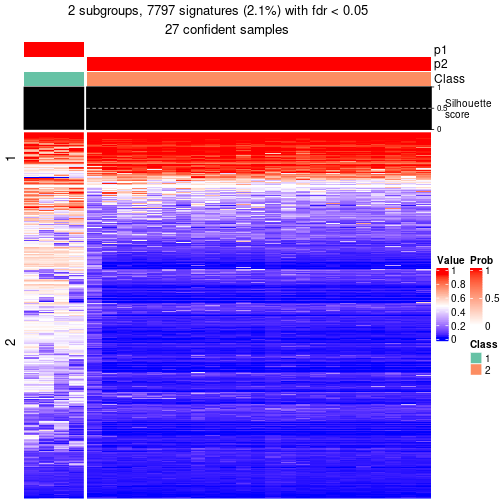 2 subgroups, 7797 signatures (2.1%) with fdr < 0.05
27 confident samples
p1
p2
Class
1
0.5
0
Silhouette
score
1
2
Value
1
0.8
0.6
0.4
0.2
0
Prob
1
0.5
0
Class
1
2